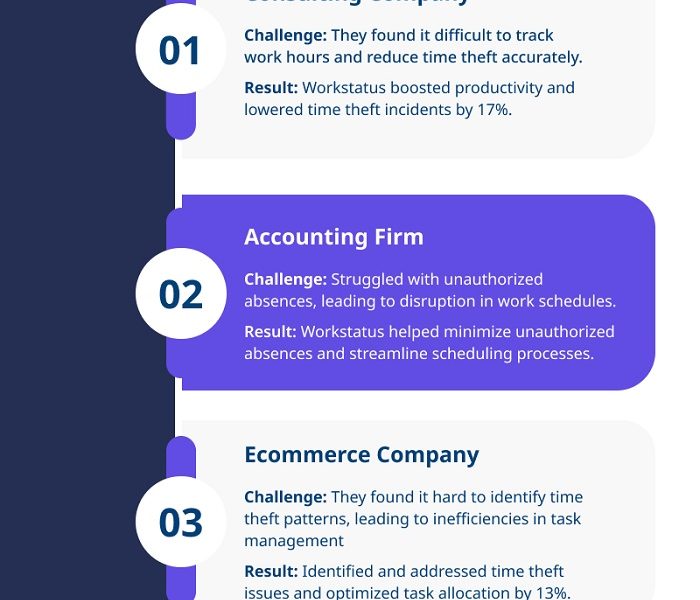 Consulting Company
01
Challenge: They found it difficult to track
work hours and reduce time theft accurately.
Result: Workstatus boosted productivity and
lowered time theft incidents by 17%.
02
Accounting Firm
Challenge: Struggled with unauthorized
absences, leading to disruption in work schedules.
Result: Workstatus helped minimize unauthorized
absences and streamline scheduling processes.
03
Ecommerce Company
Challenge: They found it hard to identify time
theft patterns, leading to inefficiencies in task
management
Result: Identified and addressed time theft
issues and optimized task allocation by 13%.